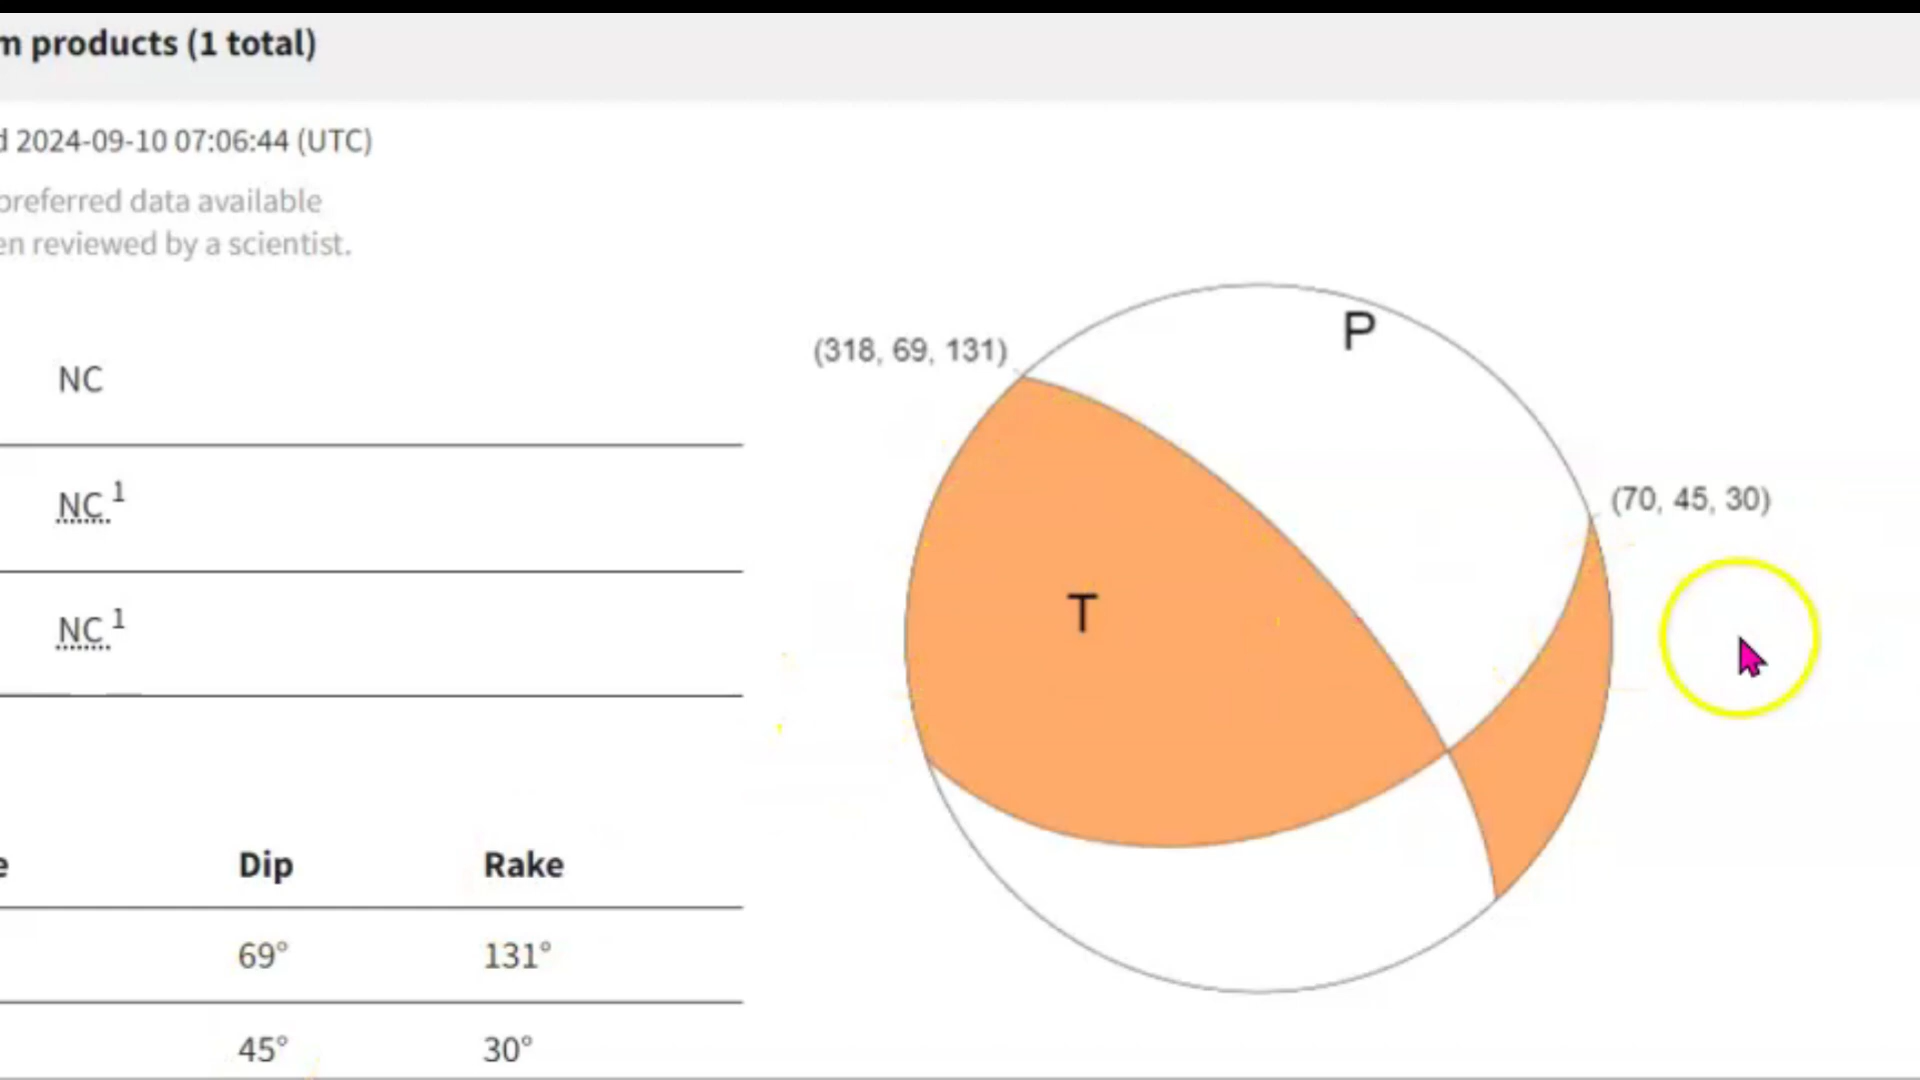 m products (1 total)
d 2024-09-10 07:06:44 (UTC)
preferred data available
en reviewed by a scientist.
NC
NC 1
NC 1
e Dip Rake
69° 131°
45° 30°
P
(318, 69, 131)
(70, 45, 30)
T